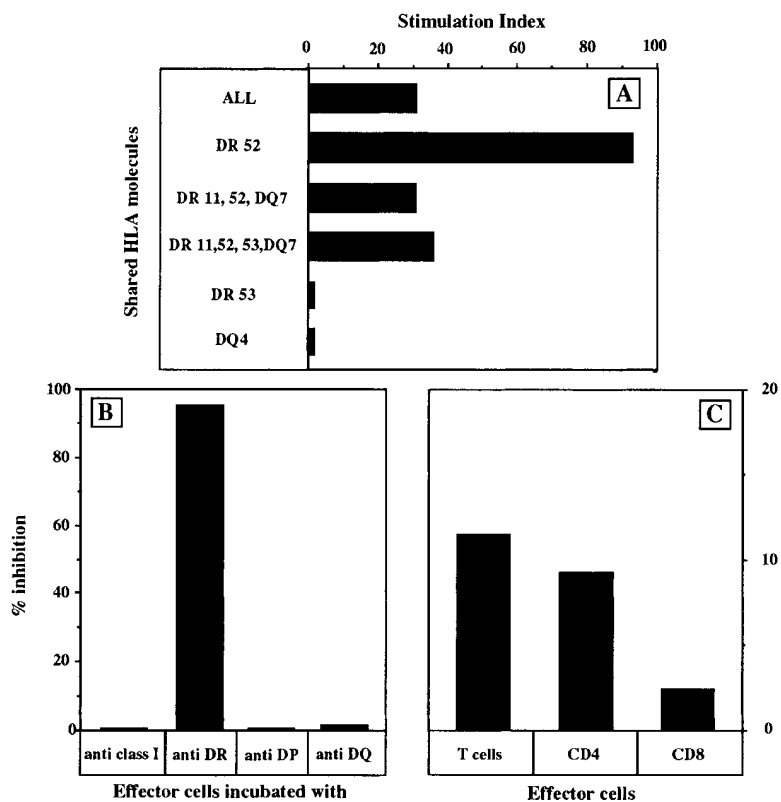 Stimulation Index
0 20 40 60 80 100
A
Shared HLA molecules
ALL
DR 52
DR 11, 52, DQ7
DR 11,52, 53,DQ7
DR 53
DQ4
B
% inhibition
100
80
60
40
20
0
anti class I anti DR anti DP anti DQ
Effector cells incubated with
C
20
10
0
T cells CD4 CD8
Effector cells